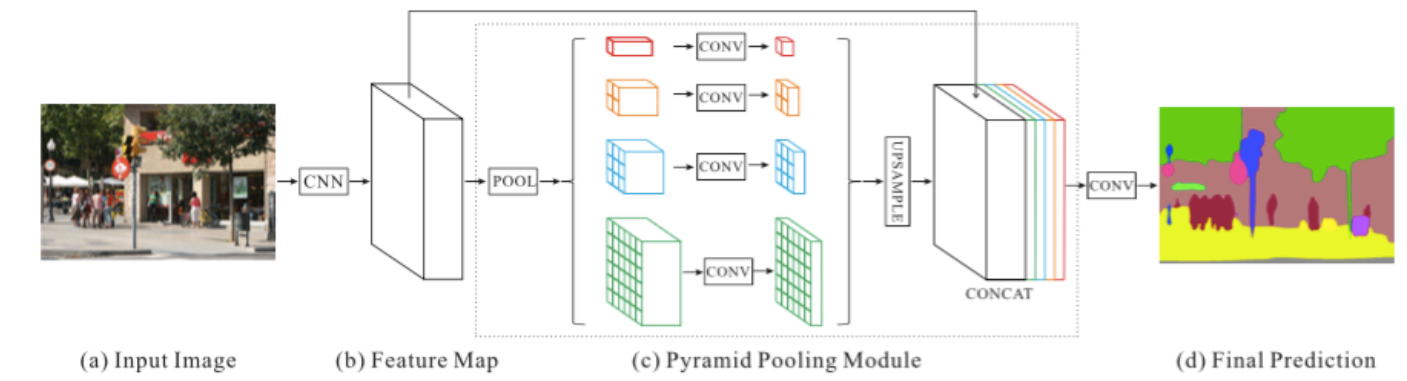 CNN
POOL
CONV
CONV
CONV
CONV
UPSAMPLE
CONCAT
CONV
(a) Input Image
(b) Feature Map
(c) Pyramid Pooling Module
(d) Final Prediction